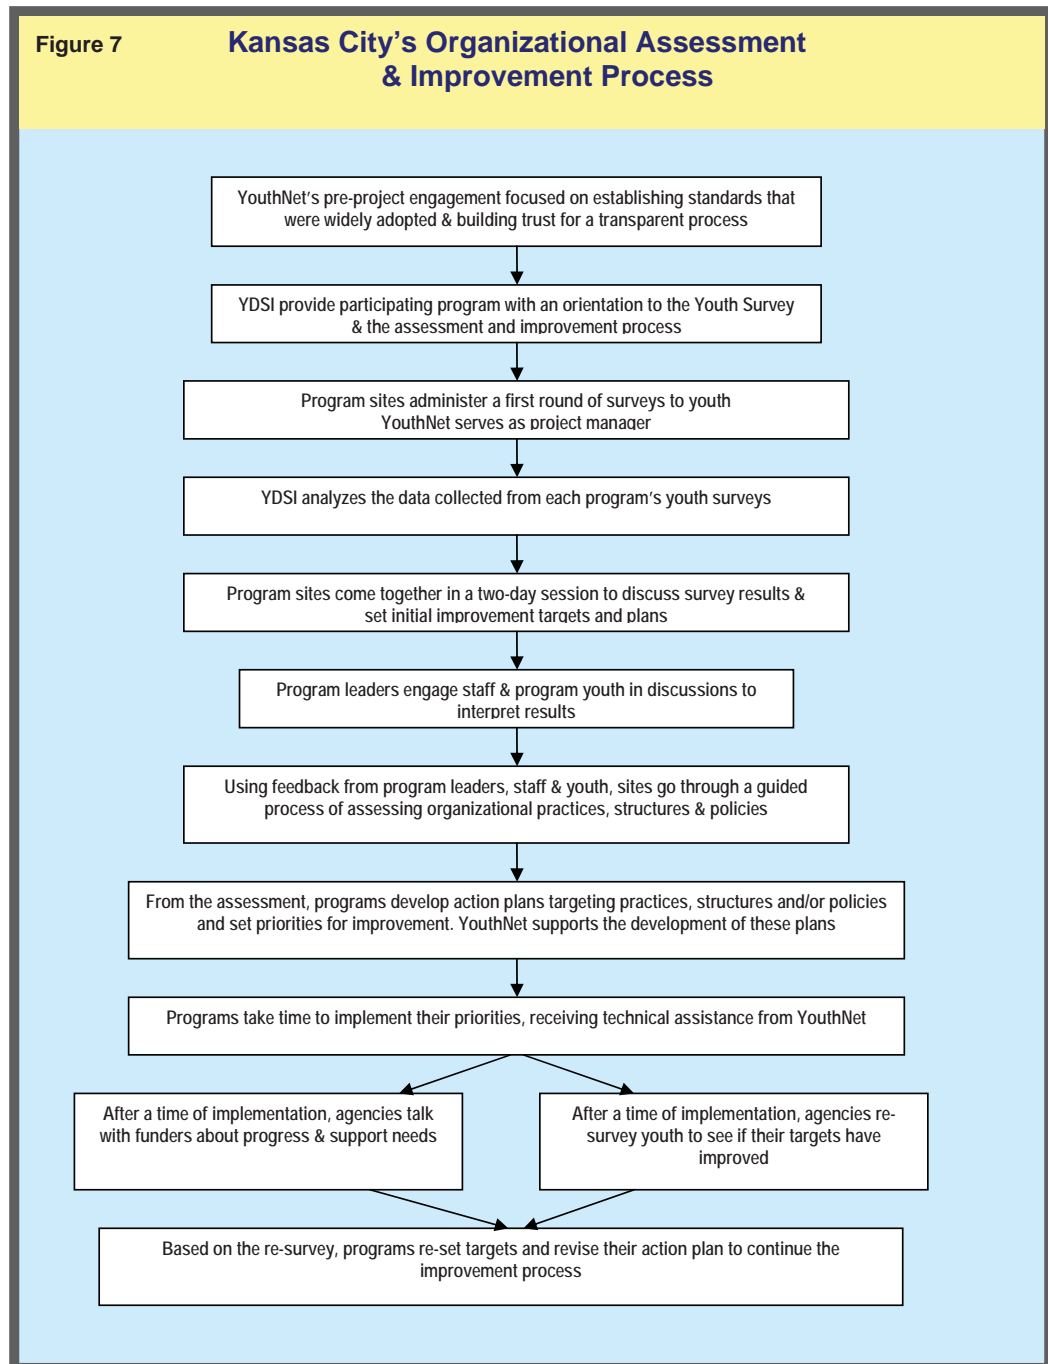 Figure 7
Kansas City's Organizational Assessment
& Improvement Process
YouthNet's pre-project engagement focused on establishing standards that
were widely adopted & building trust for a transparent process
YDSI provide participating program with an orientation to the Youth Survey
& the assessment and improvement process
Program sites administer a first round of surveys to youth
YouthNet serves as project manager
YDSI analyzes the data collected from each program's youth surveys
Program sites come together in a two-day session to discuss survey results &
set initial improvement targets and plans
Program leaders engage staff & program youth in discussions to
interpret results
Using feedback from program leaders, staff & youth, sites go through a guided
process of assessing organizational practices, structures & policies
From the assessment, programs develop action plans targeting practices, structures and/or policies
and set priorities for improvement. YouthNet supports the development of these plans
Programs take time to implement their priorities, receiving technical assistance from YouthNet
After a time of implementation, agencies talk
with funders about progress & support needs
After a time of implementation, agencies re-
survey youth to see if their targets have
improved
Based on the re-survey, programs re-set targets and revise their action plan to continue the
improvement process